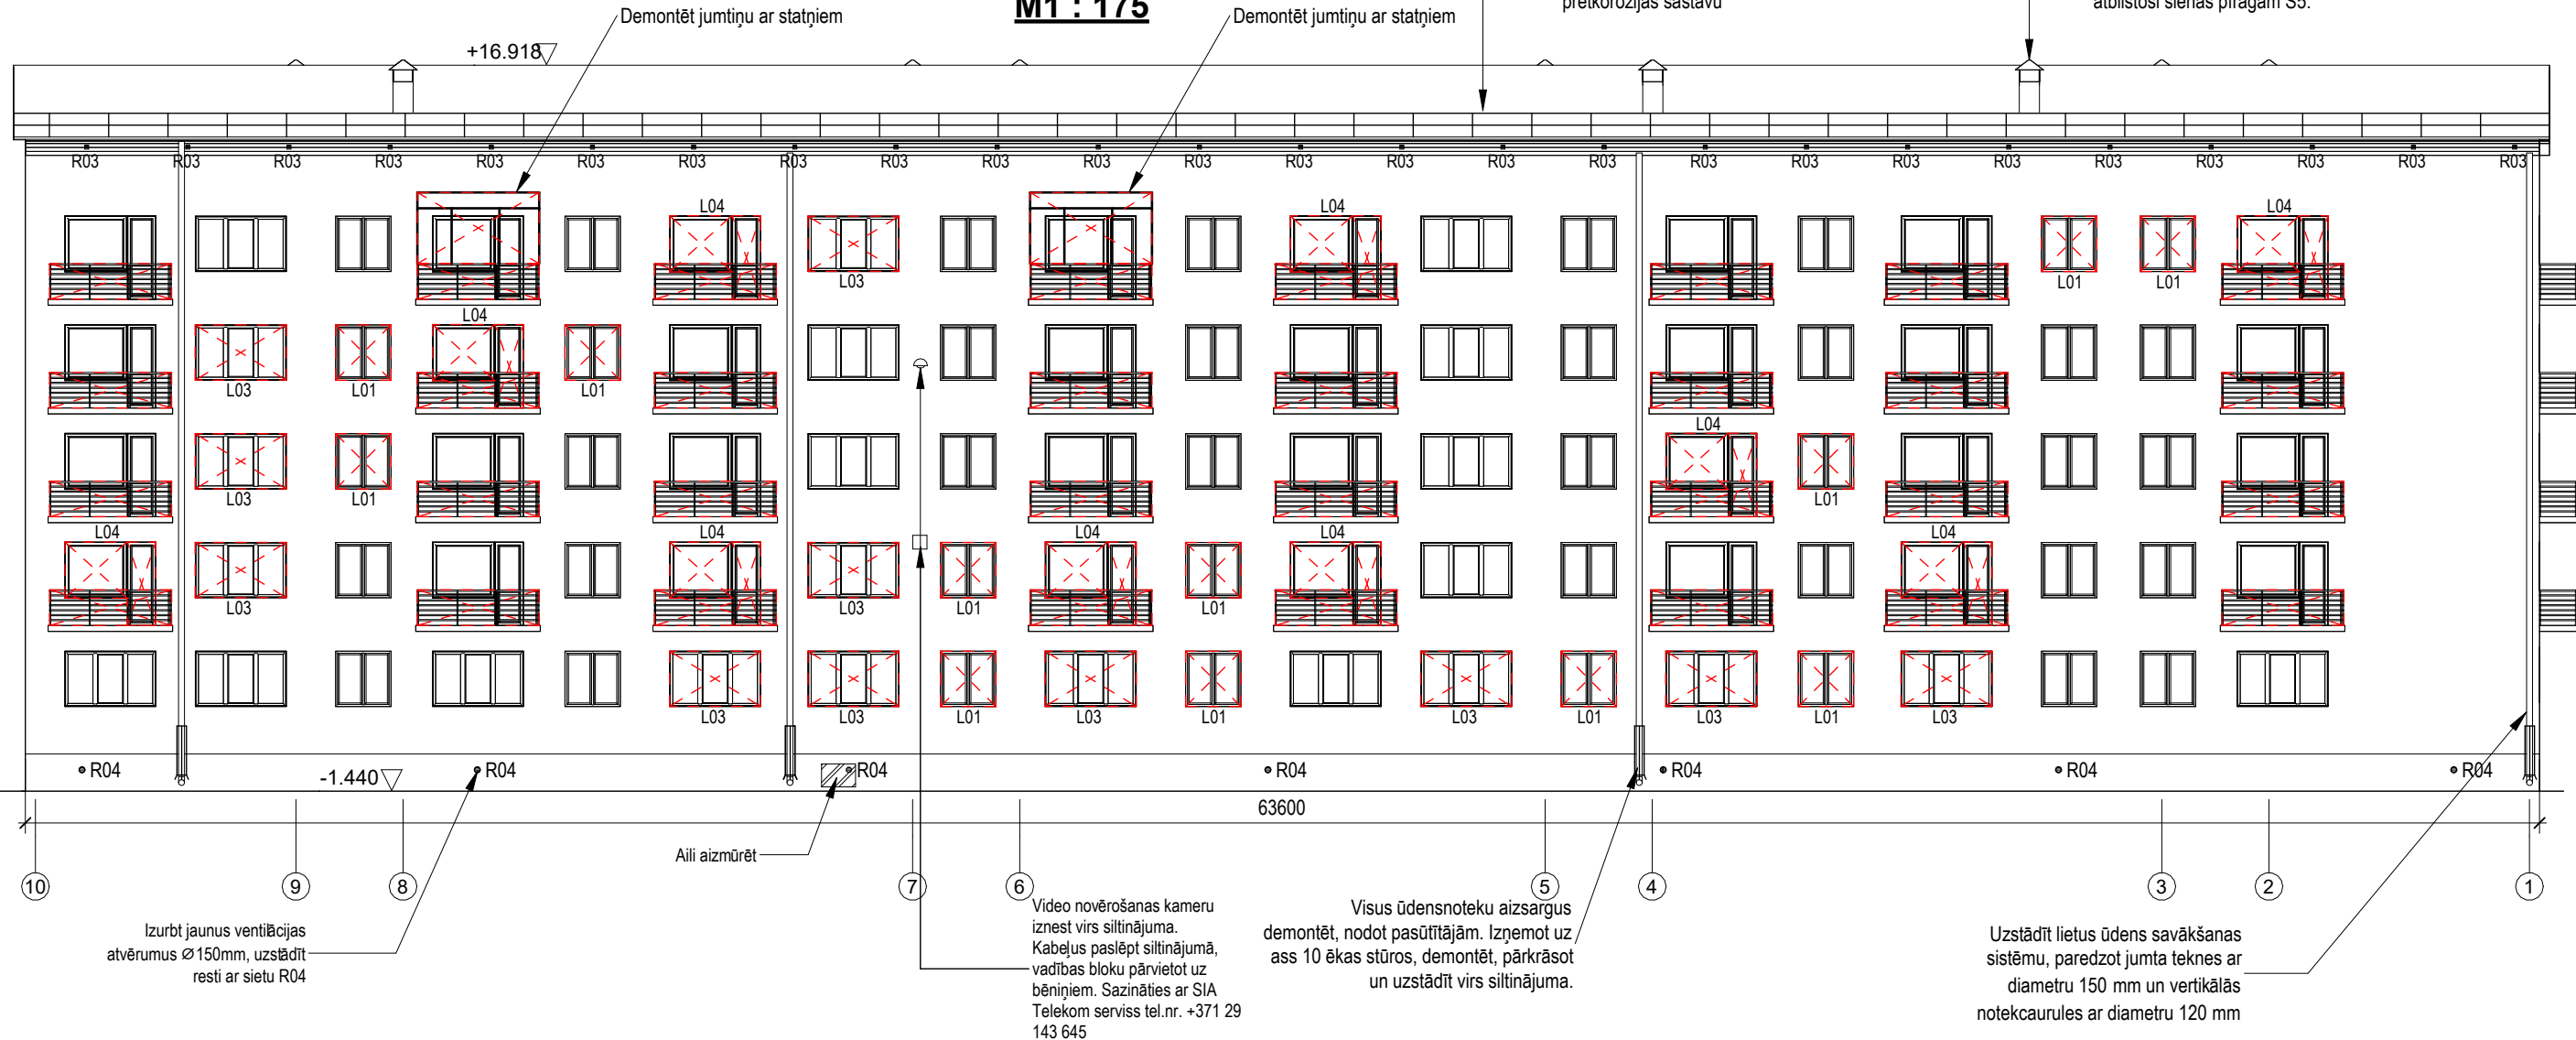 M1 : 175
Demontēt jumtiņu ar statņiem
Demontēt jumtiņu ar statņiem
pretkorozijas sastāvu
atbilstoši sienas pīrāgam S5.
+16.918
R03 R03 R03 R03 R03 R03 R03 R03 R03 R03 R03 R03 R03 R03 R03 R03 R03 R03 R03 R03 R03 R03 R03 R03 R03
L04 L04 L04
L03 L01 L01
L04
L03 L01 L01
L04
L03 L01 L01
L04 L04 L04 L04 L04
L03 L03 L01 L01
L03 L03 L01 L03 L01 L03 L01 L03 L01 L03
R04 R04 R04 R04 R04 R04 R04
-1.440
63600
Aili aizmūrēt
10 9 8 7 6 5 4 3 2 1
Izurbt jaunus ventilācijas
atvērumus Ø150mm, uzstādīt
resti ar sietu R04
Video novērošanas kameru
iznest virs siltinājuma.
Kabeļus paslēpt siltinājumā,
vadības bloku pārvietot uz
bēniņiem. Sazināties ar SIA
Telekom serviss tel.nr. +371 29
143 645
Visus ūdensnoteku aizsargus
demontēt, nodot pasūtītājām. Izņemot uz
ass 10 ēkas stūros, demontēt, pārkrāsot
un uzstādīt virs siltinājuma.
Uzstādīt lietus ūdens savākšanas
sistēmu, paredzot jumta teknes ar
diametru 150 mm un vertikālās
notekcaurules ar diametru 120 mm